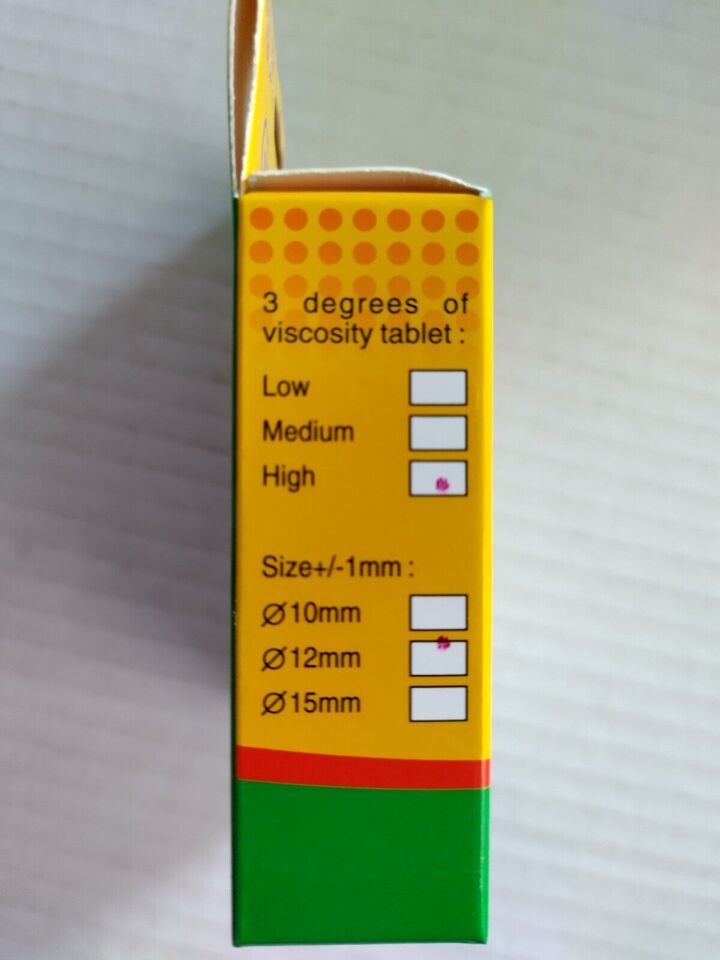 3 degrees of
viscosity tablet :
Low
Medium
High
Size+/-1mm :
Ø10mm
Ø12mm
Ø15mm